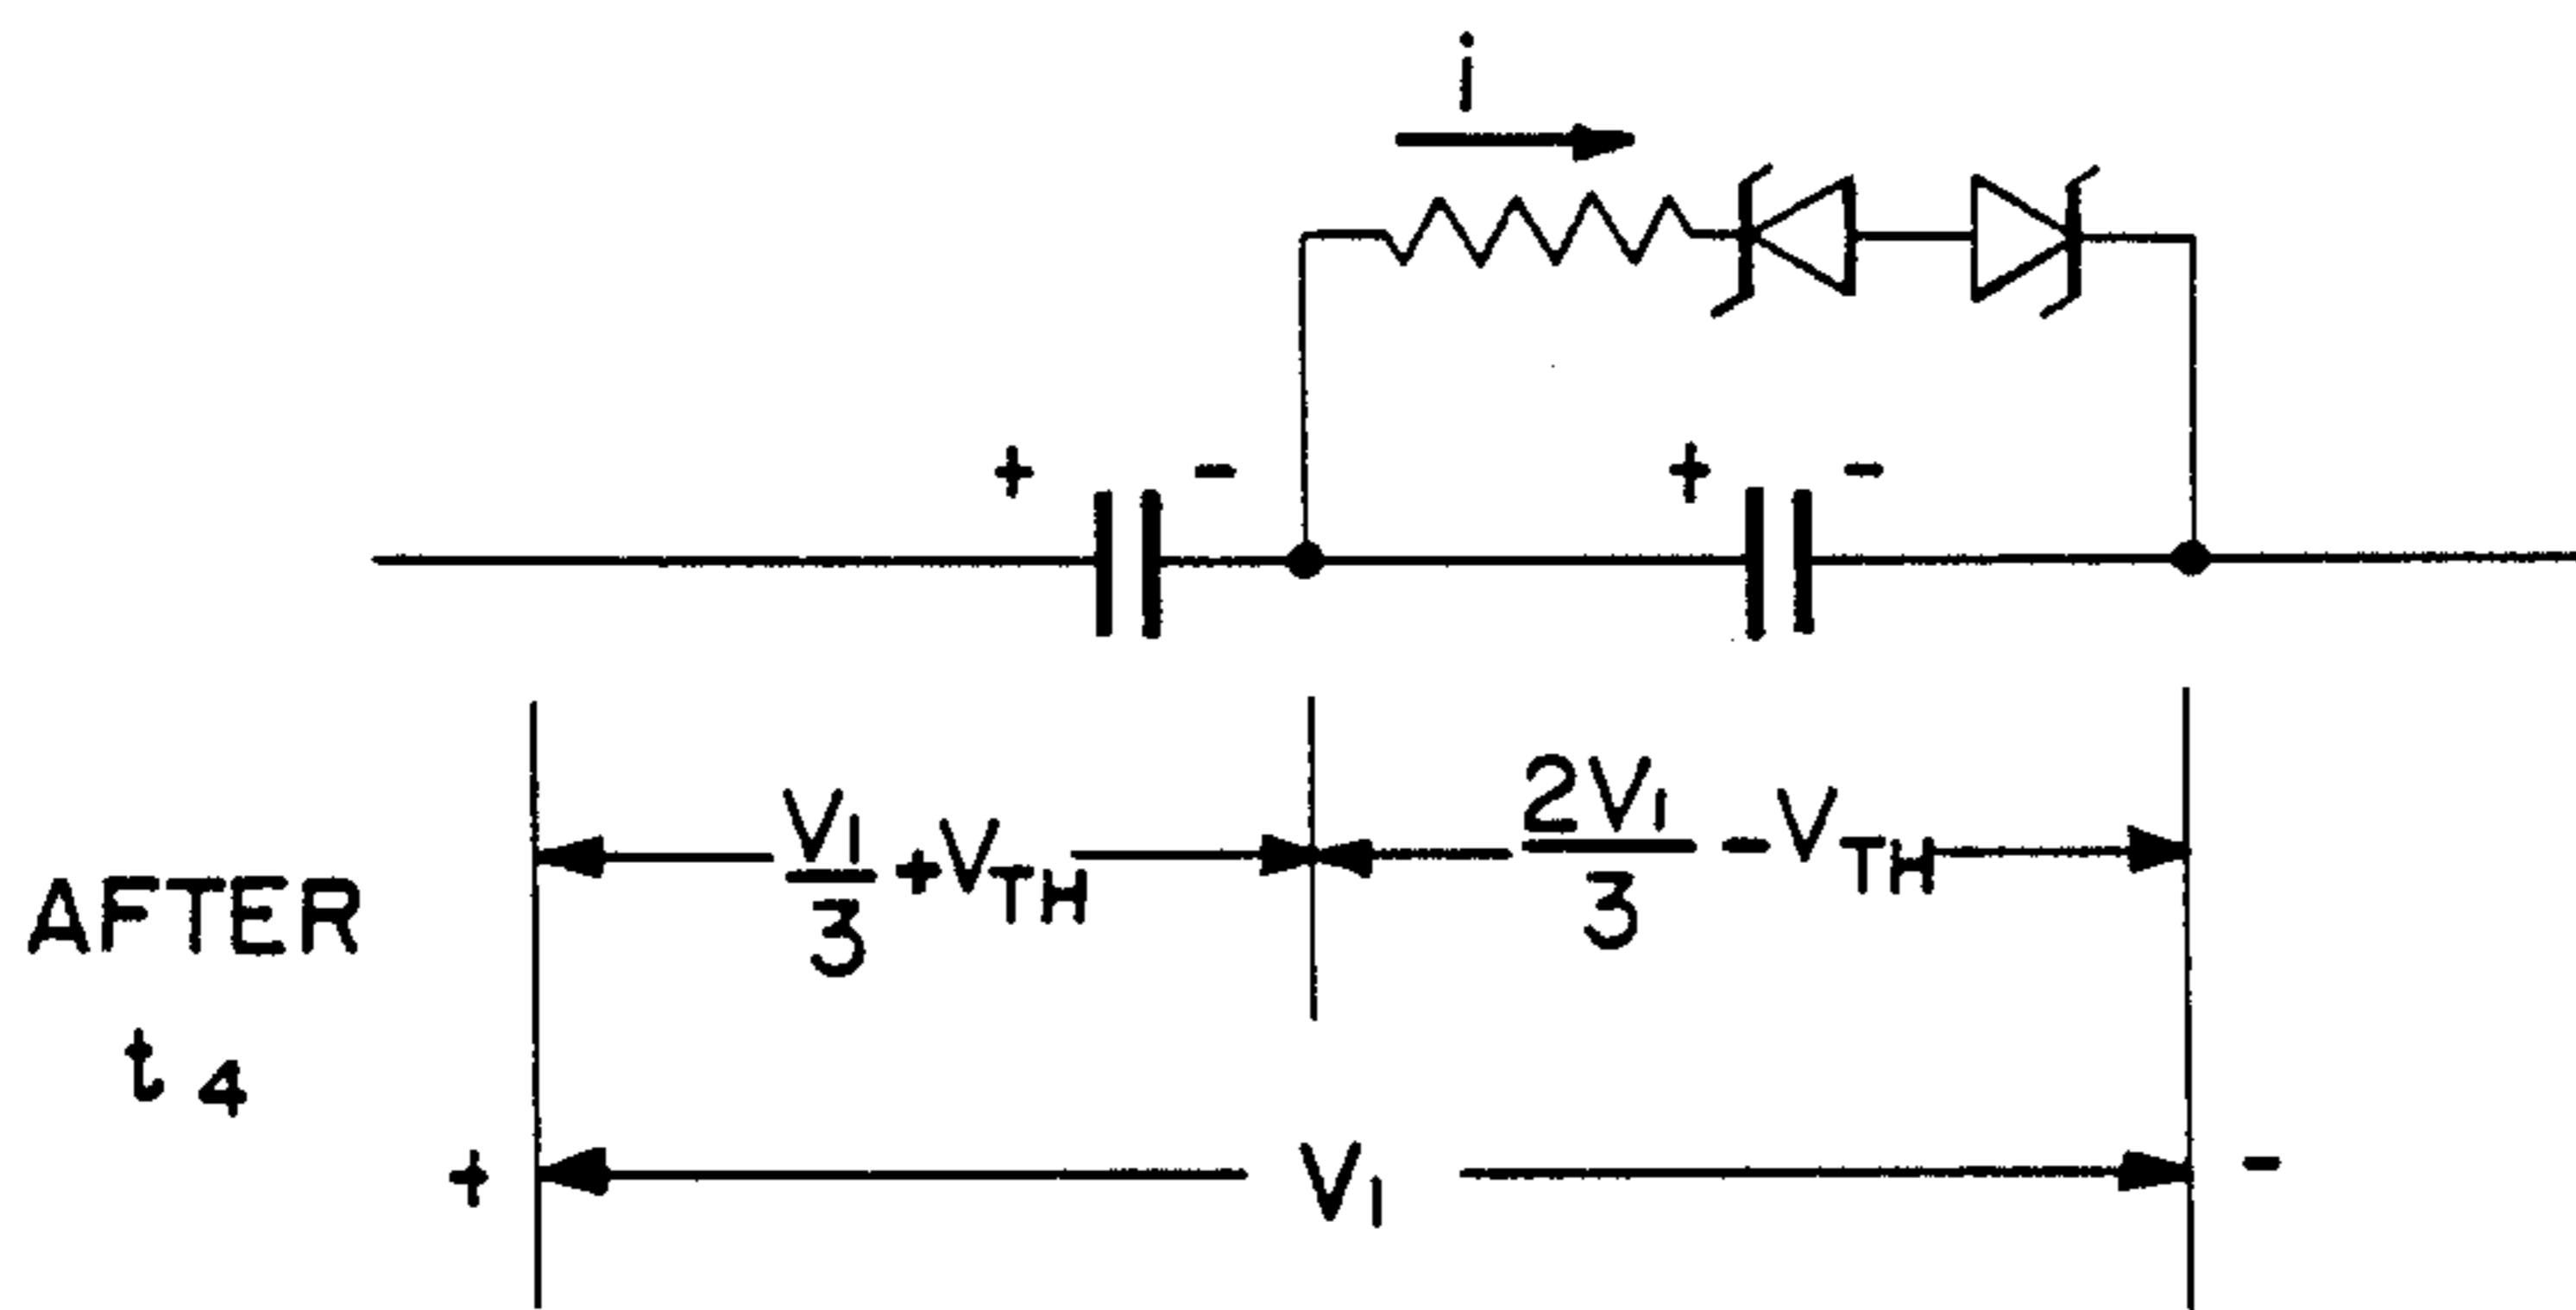 i
+ - + -
V1/3 + VTH
2V1/3 - VTH
AFTER
t4
+ V1 -